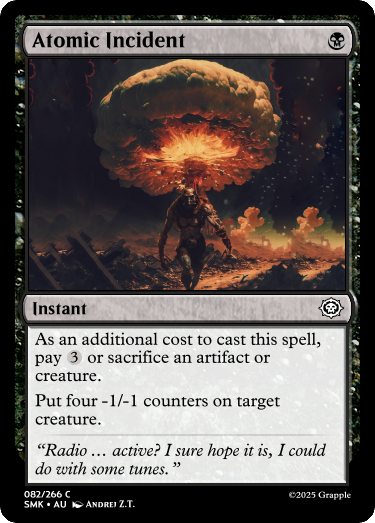 Atomic Incident
Instant
As an additional cost to cast this spell,
pay 3 or sacrifice an artifact or
creature.
Put four -1/-1 counters on target
creature.
“Radio … active? I sure hope it is, I could
do with some tunes.”
082/266 C
SMK • AU Andrej Z.T.
©2025 Grapple